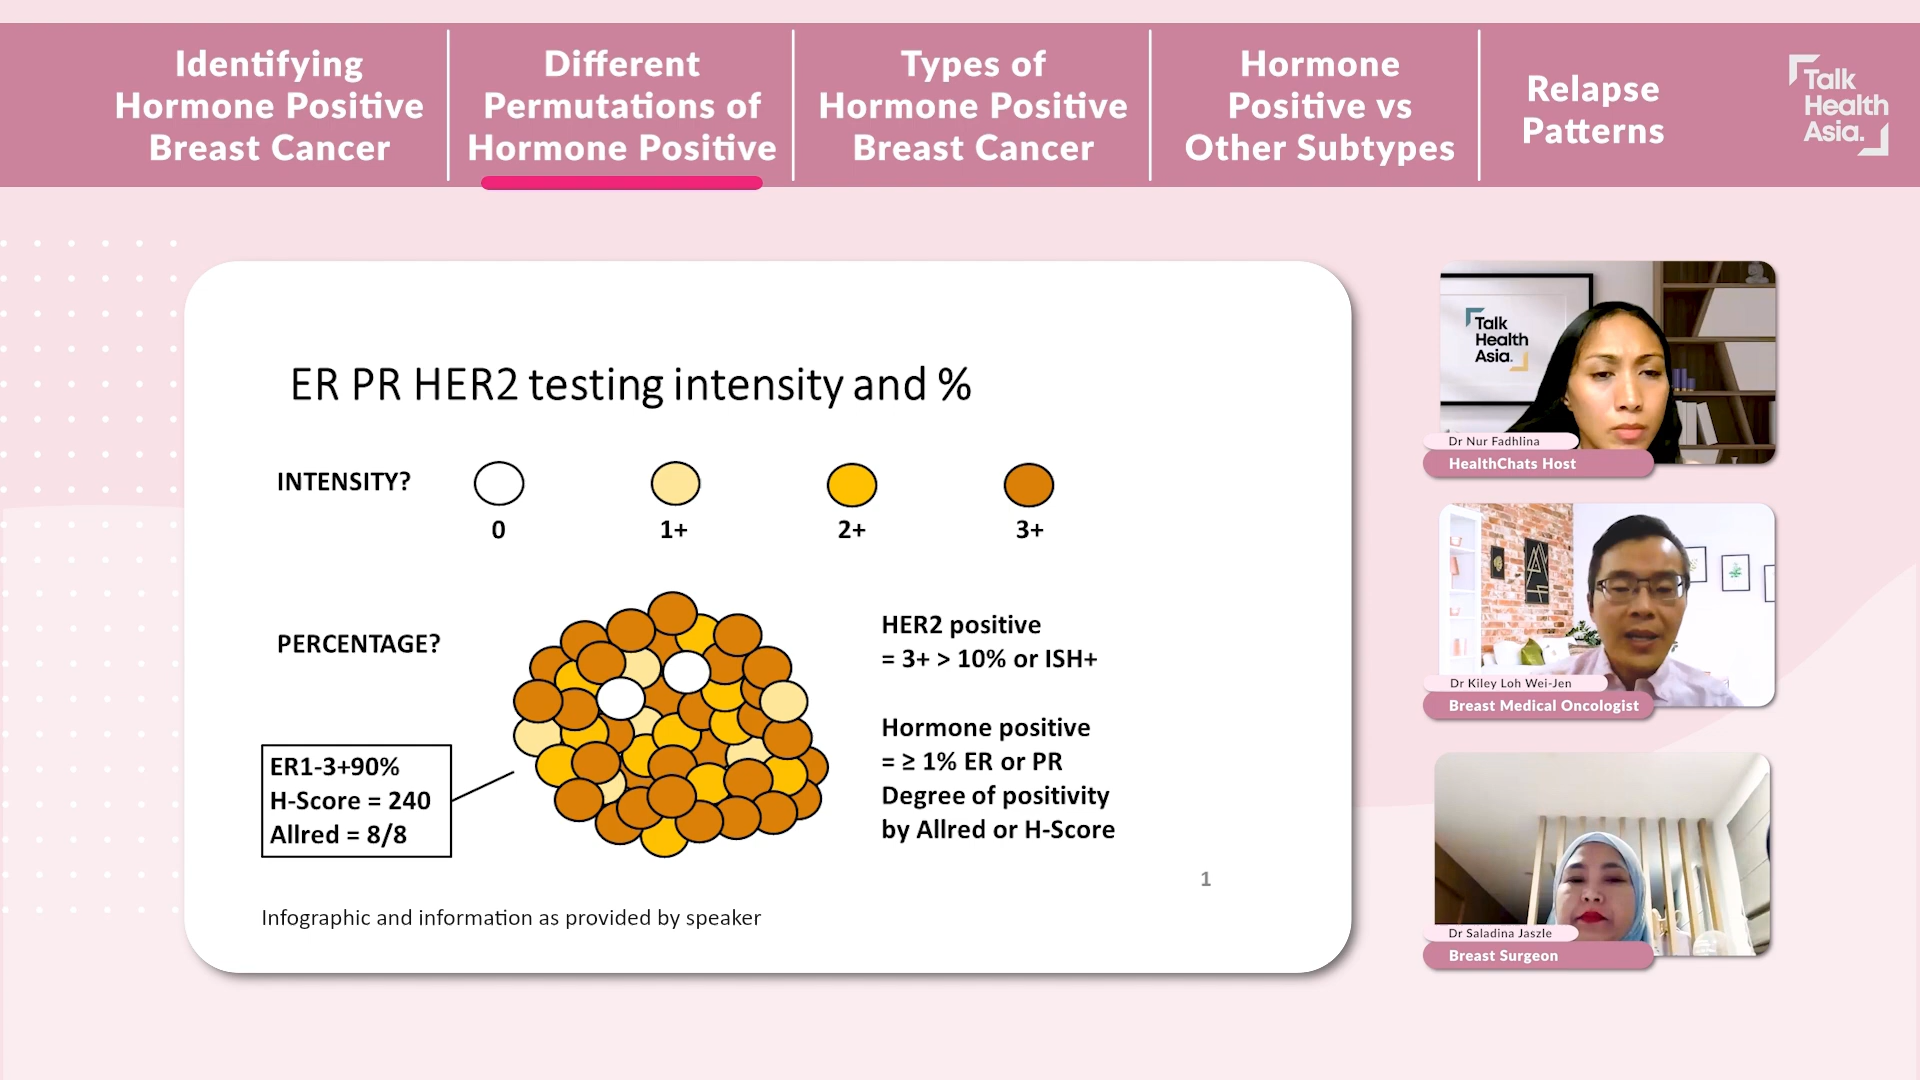 Identifying
Hormone Positive
Breast Cancer
Different
Permutations of
Hormone Positive
Types of
Hormone Positive
Breast Cancer
Hormone
Positive vs
Other Subtypes
Relapse
Patterns
Talk
Health
Asia.
ER PR HER2 testing intensity and %
INTENSITY?
0
1+
2+
3+
PERCENTAGE?
HER2 positive
= 3+ > 10% or ISH+
Hormone positive
= ≥ 1% ER or PR
Degree of positivity
by Allred or H-Score
ER1-3+90%
H-Score = 240
Allred = 8/8
1
Infographic and information as provided by speaker
Talk
Health
Asia.
Dr Nur Fadhlina
HealthChats Host
Dr Kiley Loh Wei-Jen
Breast Medical Oncologist
Dr Saladina Jaszle
Breast Surgeon